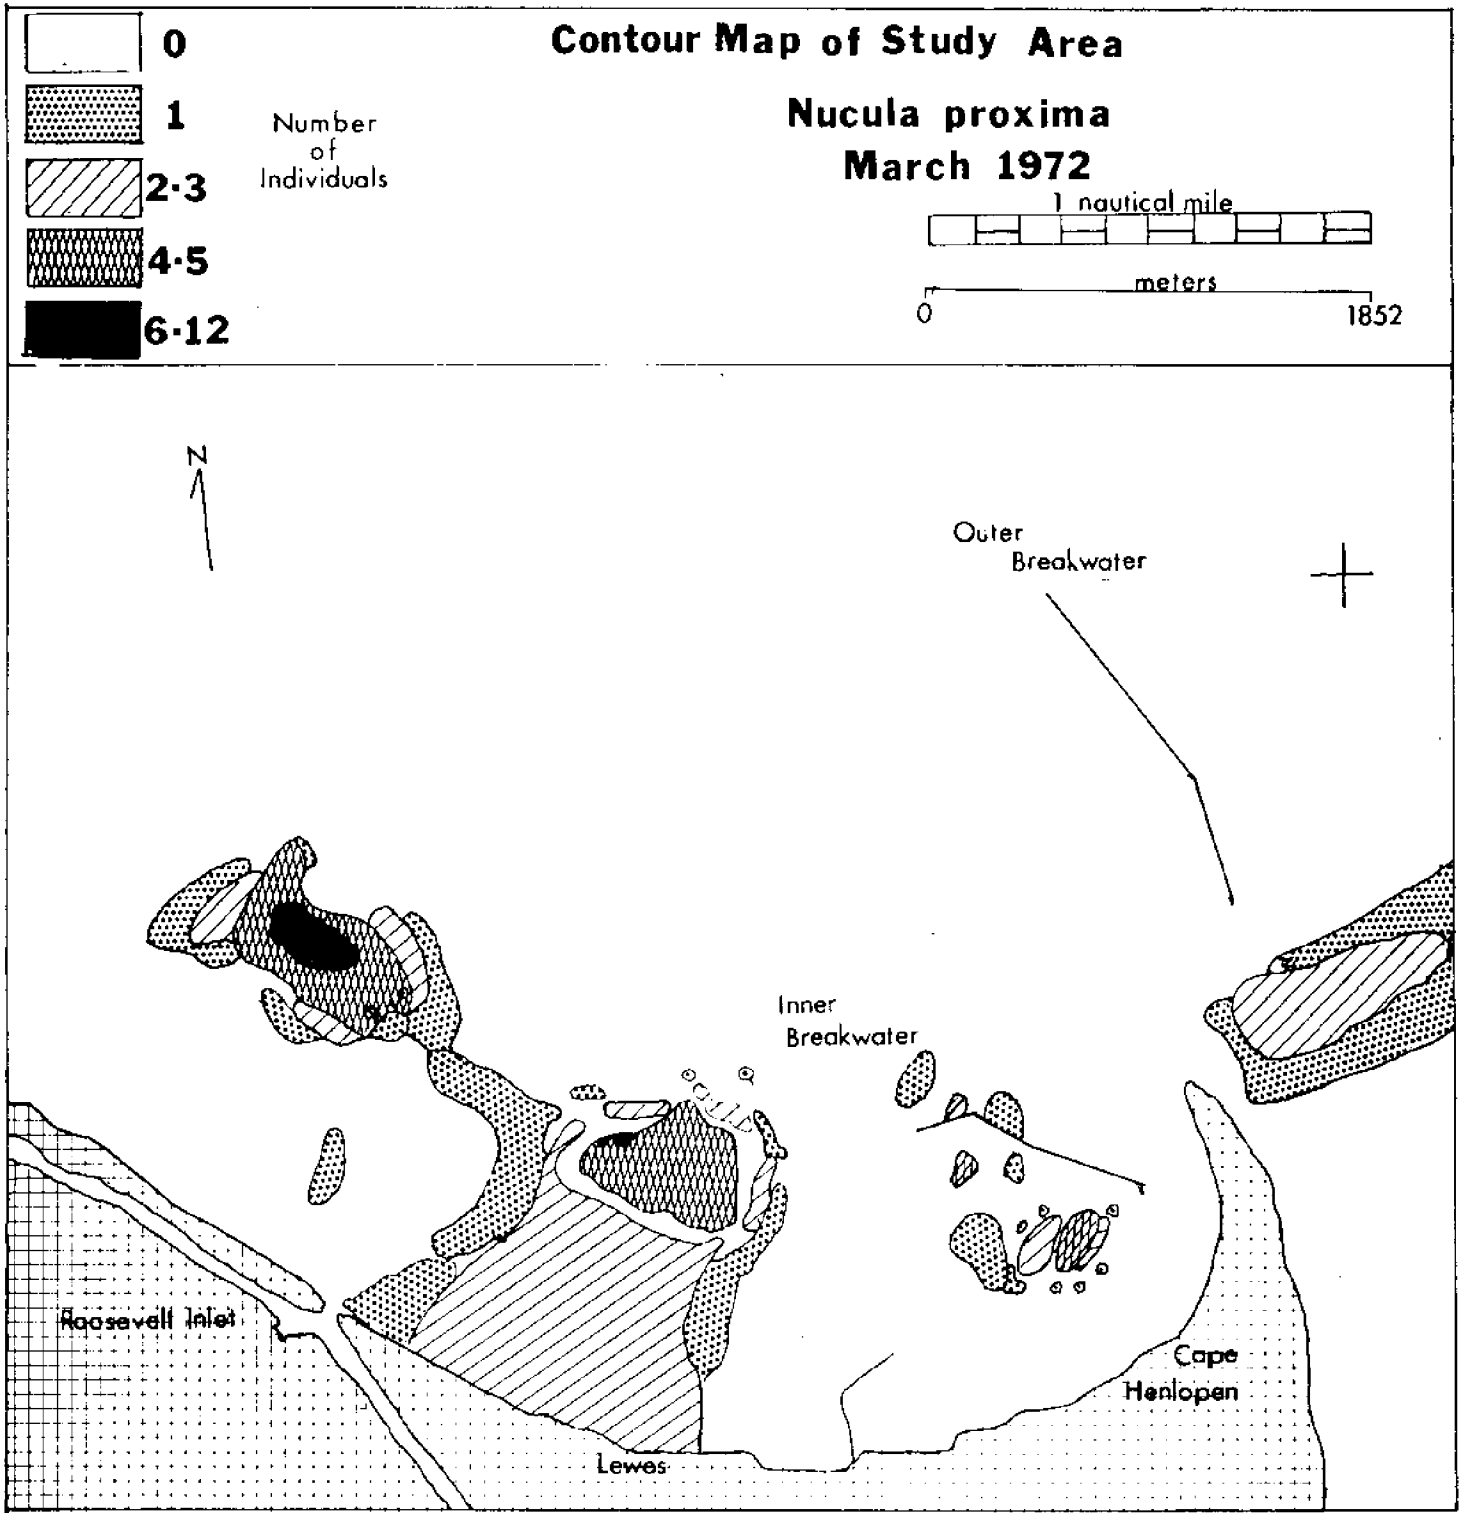 0
1
2·3
4·5
6·12
Number
of
Individuals
Contour Map of Study Area
Nucula proxima
March 1972
1 nautical mile
meters
0
1852
N
Outer
Breakwater
Inner
Breakwater
Roosevelt Inlet
Cape
Henlopen
Lewes